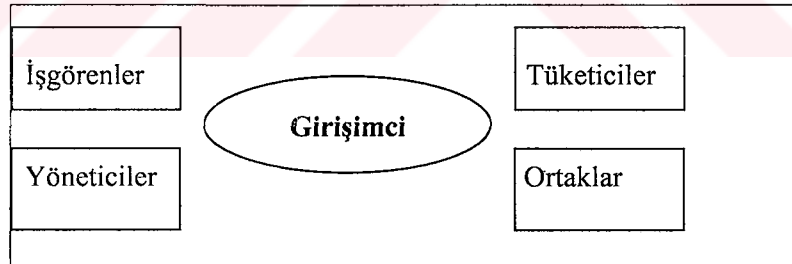 İşgörenler
Tüketiciler
Girişimci
Yöneticiler
Ortaklar